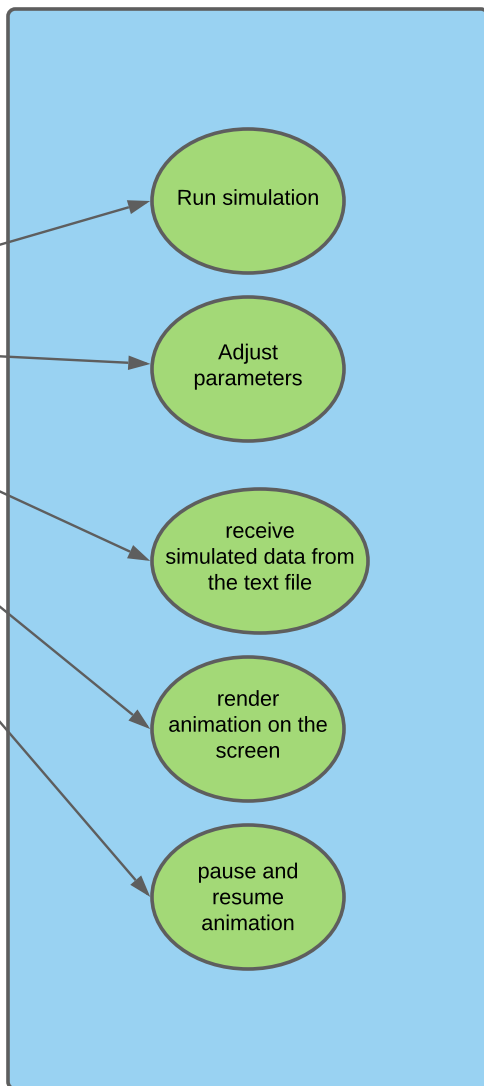 Run simulation
Adjust
parameters
receive
simulated data from
the text file
render
animation on the
screen
pause and
resume
animation